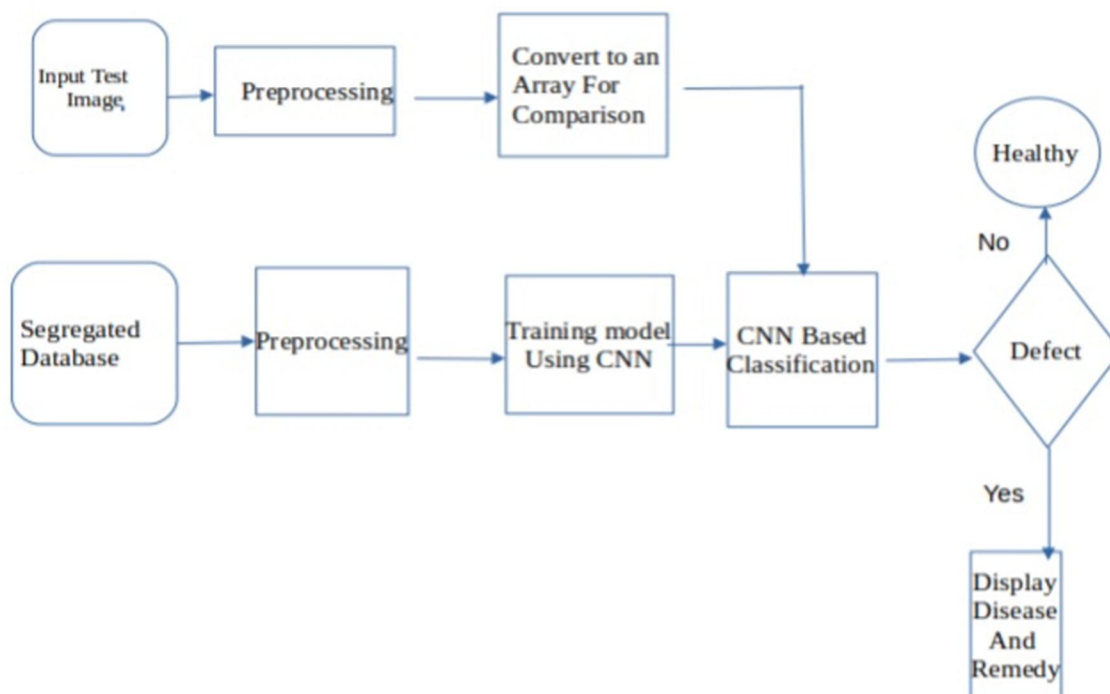 Input Test
Image,
Preprocessing
Convert to an
Array For
Comparison
Healthy
No
Segregated
Database
Preprocessing
Training model
Using CNN
CNN Based
Classification
Defect
Yes
Display
Disease
And
Remedy